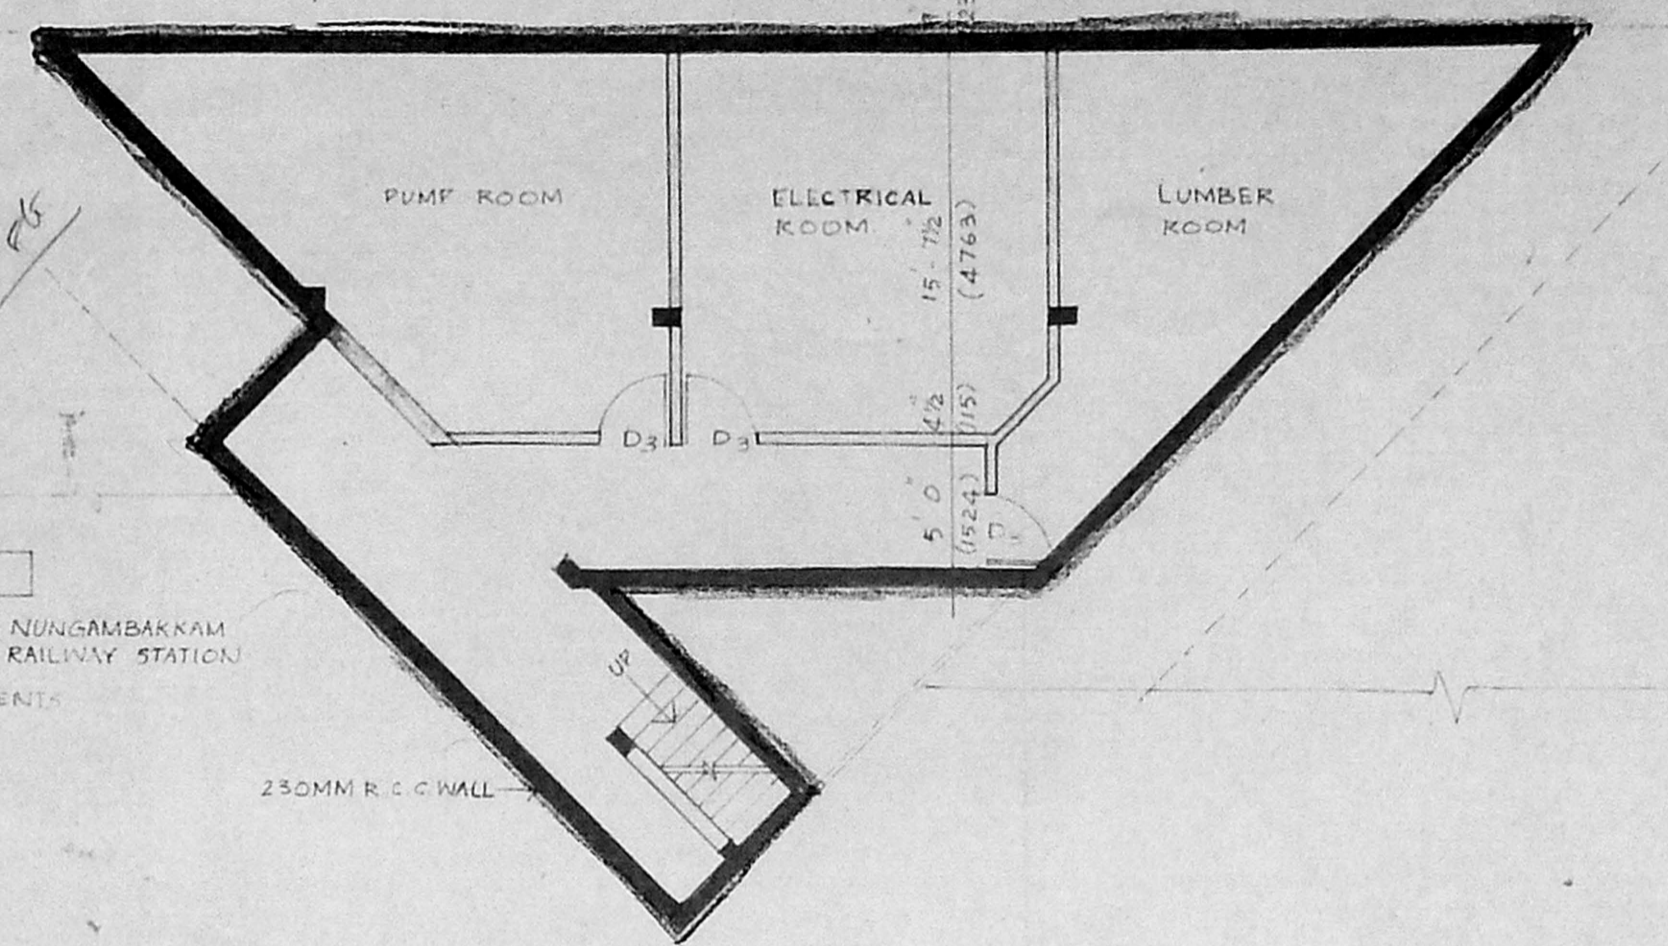 PUMP ROOM
ELECTRICAL
ROOM
LUMBER
ROOM
15'-7½"
(4763)
4½"
(115)
5'0"
(1524)
D3
D3
D
UP
NUNGAMBAKKAM
RAILWAY STATION
ENTS
230MM R.C.C. WALL